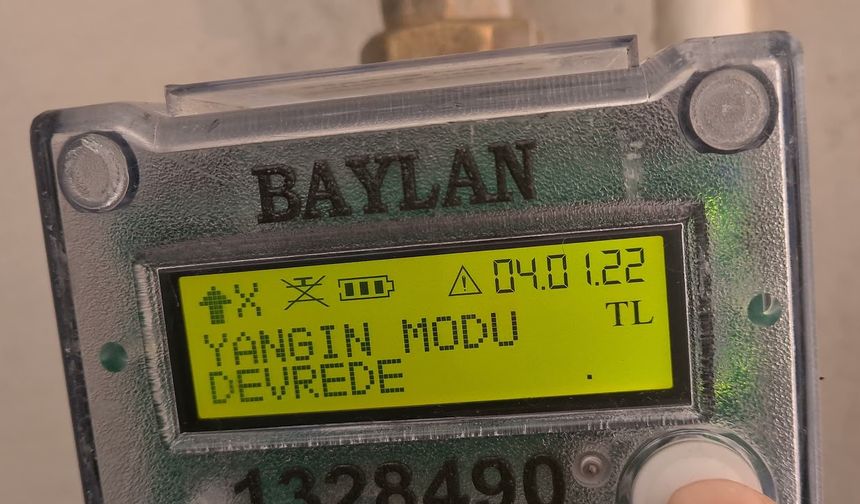 BAYLAN
X 04.01.22
YANGIN MODU TL
DEVREDE .
1328490